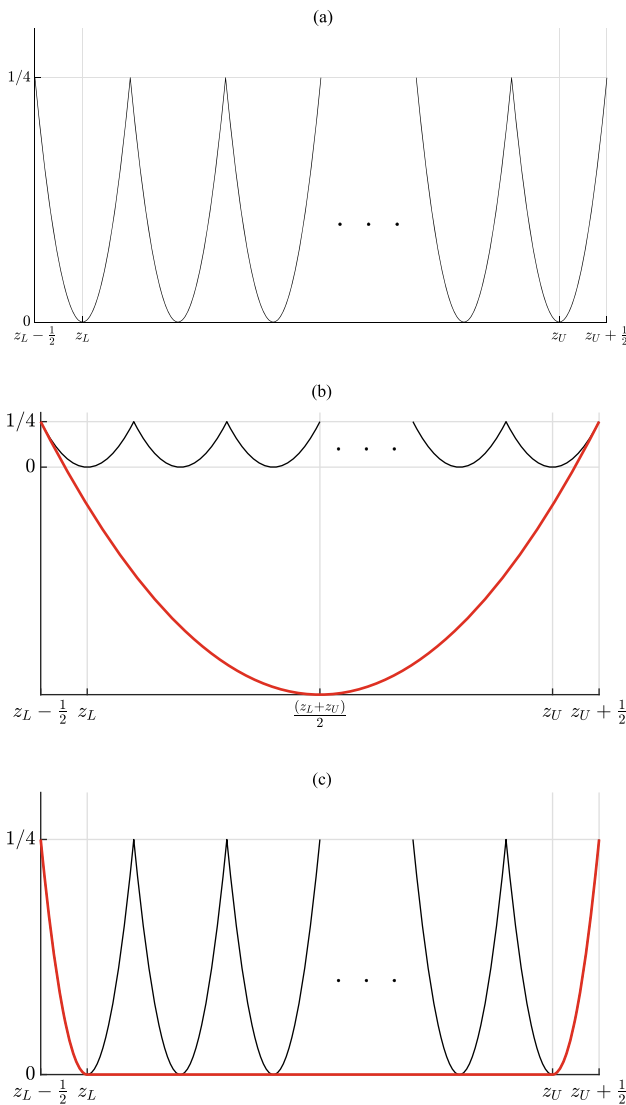 (a)
1/4
0
z_L − 1/2 z_L z_U z_U + 1/2
(b)
1/4
0
z_L − 1/2 z_L (z_L+z_U)/2 z_U z_U + 1/2
(c)
1/4
0
z_L − 1/2 z_L z_U z_U + 1/2